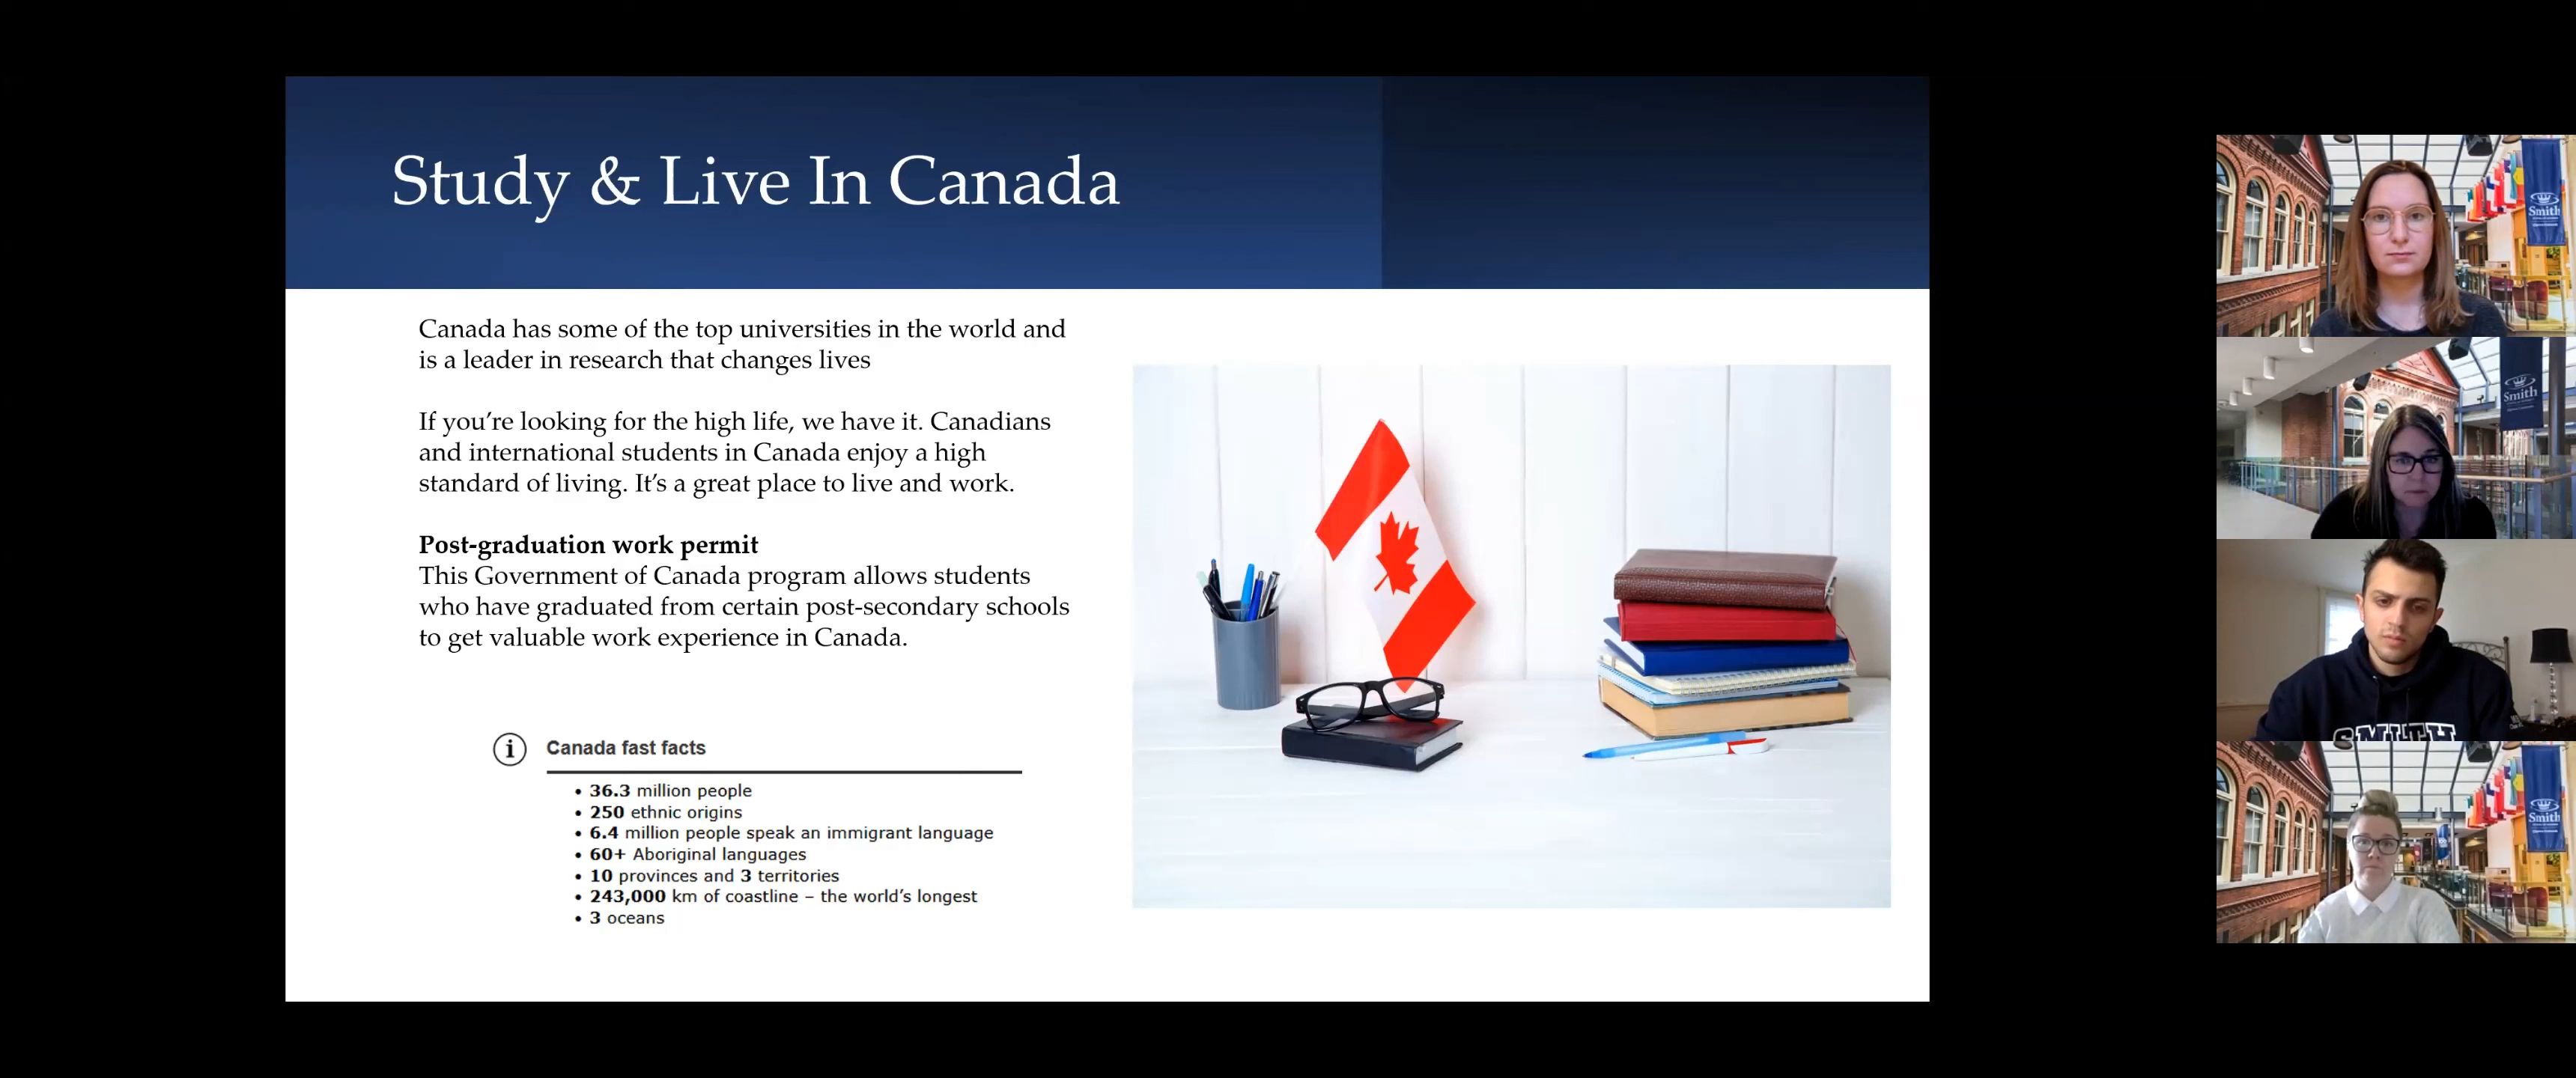 Study & Live In Canada
Canada has some of the top universities in the world and
is a leader in research that changes lives
If you’re looking for the high life, we have it. Canadians
and international students in Canada enjoy a high
standard of living. It’s a great place to live and work.
Post-graduation work permit
This Government of Canada program allows students
who have graduated from certain post-secondary schools
to get valuable work experience in Canada.
i Canada fast facts
• 36.3 million people
• 250 ethnic origins
• 6.4 million people speak an immigrant language
• 60+ Aboriginal languages
• 10 provinces and 3 territories
• 243,000 km of coastline – the world’s longest
• 3 oceans
Smith
Smith
SMITH
Smith